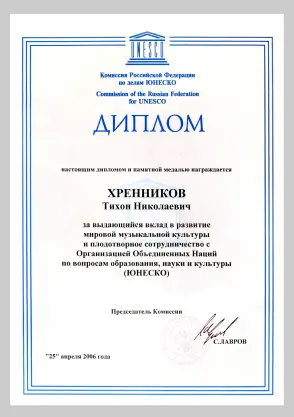 UNESCO
Комиссия Российской Федерации
по делам ЮНЕСКО
Commission of the Russian Federation
for UNESCO
ДИПЛОМ
настоящим дипломом и памятной медалью награждается
ХРЕННИКОВ
Тихон Николаевич
за выдающийся вклад в развитие
мировой музыкальной культуры
и плодотворное сотрудничество с
Организацией Объединенных Наций
по вопросам образования, науки и культуры
(ЮНЕСКО)
Председатель Комиссии
С.ЛАВРОВ
"25" апреля 2006 года